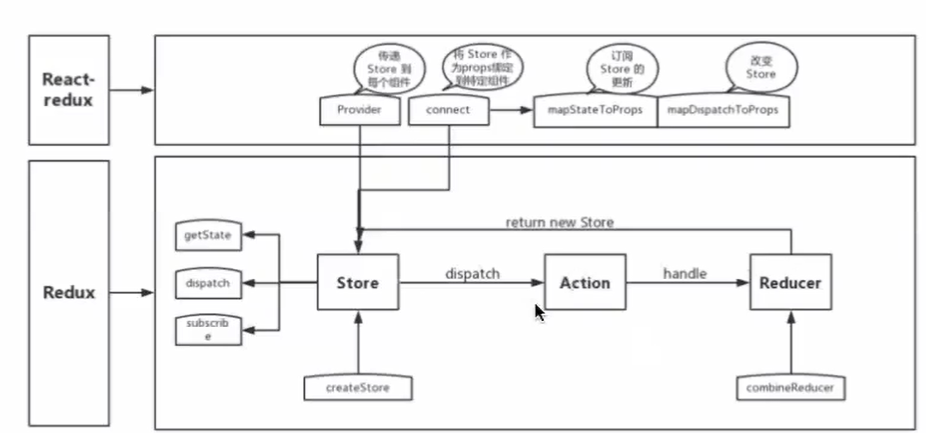 React-
redux
传递
Store 到
每个组件
将 Store 作
为props绑定
到特定组件
订阅
Store 的
更新
改变
Store
Provider
connect
mapStateToProps
mapDispatchToProps
return new Store
getState
dispatch
subscrib
e
Redux
Store
dispatch
Action
handle
Reducer
createStore
combineReducer